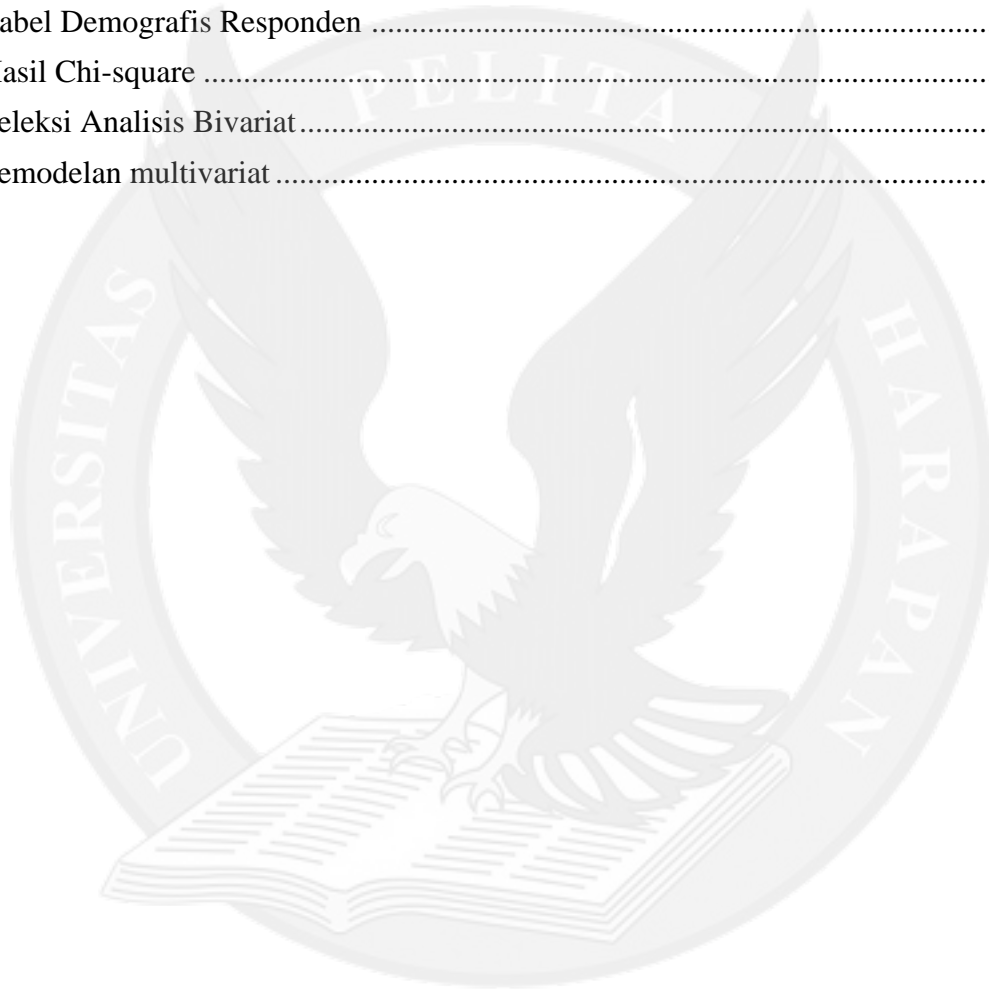 abel Demografis Responden ..........................................................................................
asil Chi-square ..........................................................................................
eleksi Analisis Bivariat ..........................................................................................
emodelan multivariat ..........................................................................................
UNIVERSITAS PELITA HARAPAN